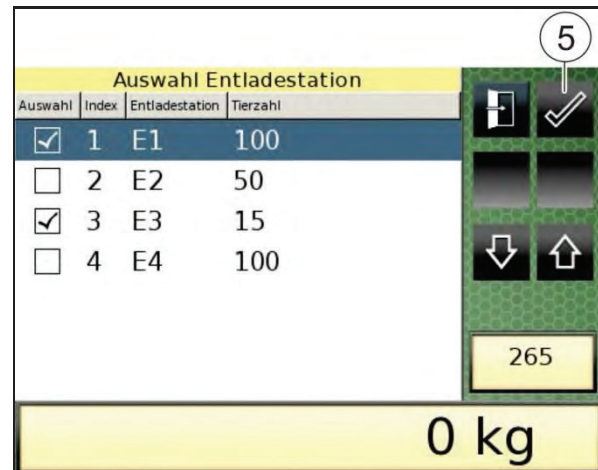 5
Auswahl Entladestation
Auswahl Index Entladestation Tierzahl
1 E1 100
2 E2 50
3 E3 15
4 E4 100
265
0 kg